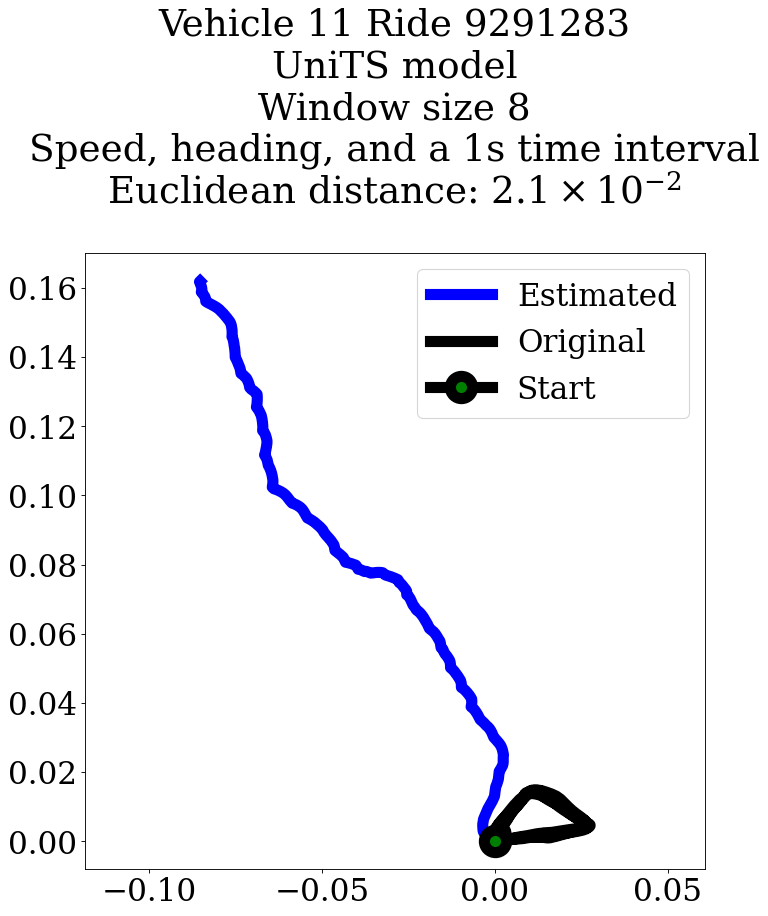 Vehicle 11 Ride 9291283
UniTS model
Window size 8
Speed, heading, and a 1s time interval
Euclidean distance: 2.1 × 10⁻²
Estimated
Original
Start
0.16
0.14
0.12
0.10
0.08
0.06
0.04
0.02
0.00
−0.10 −0.05 0.00 0.05